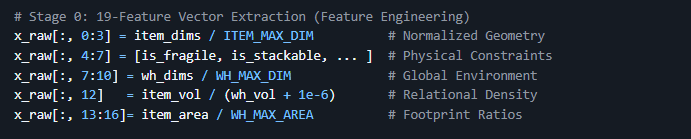 # Stage 0: 19-Feature Vector Extraction (Feature Engineering)
x_raw[:, 0:3] = item_dims / ITEM_MAX_DIM # Normalized Geometry
x_raw[:, 4:7] = [is_fragile, is_stackable, ... ] # Physical Constraints
x_raw[:, 7:10] = wh_dims / WH_MAX_DIM # Global Environment
x_raw[:, 12] = item_vol / (wh_vol + 1e-6) # Relational Density
x_raw[:, 13:16]= item_area / WH_MAX_AREA # Footprint Ratios